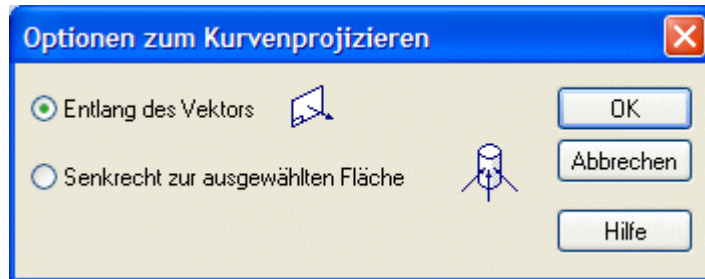 Optionen zum Kurvenprojizieren
Entlang des Vektors
OK
Senkrecht zur ausgewählten Fläche
Abbrechen
Hilfe